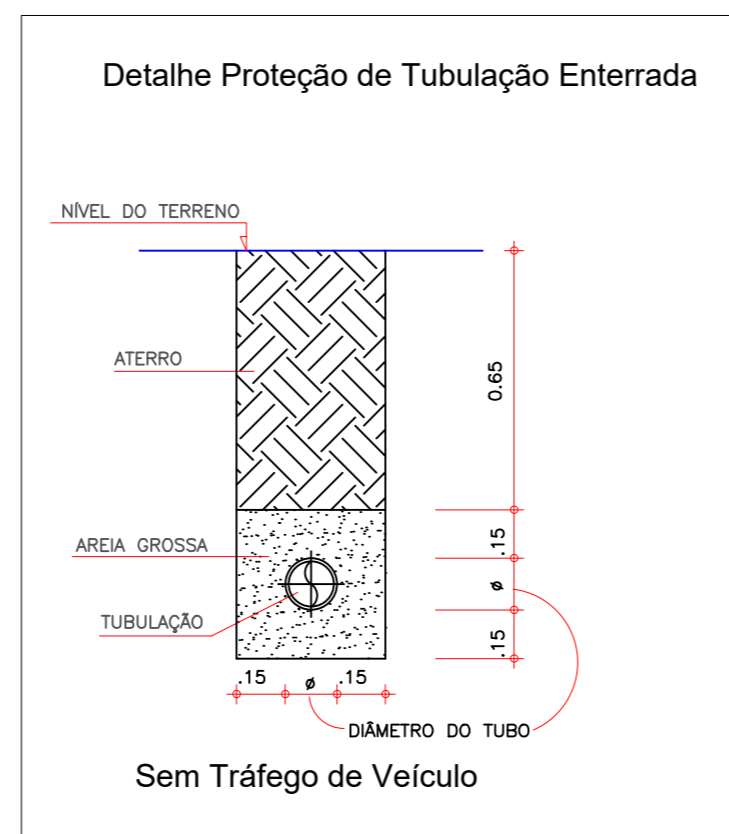 Detalhe Proteção de Tubulação Enterrada
NÍVEL DO TERRENO
ATERRO
0.65
AREIA GROSSA
.15
ø
TUBULAÇÃO
.15
.15 ø .15
DIÂMETRO DO TUBO
Sem Tráfego de Veículo